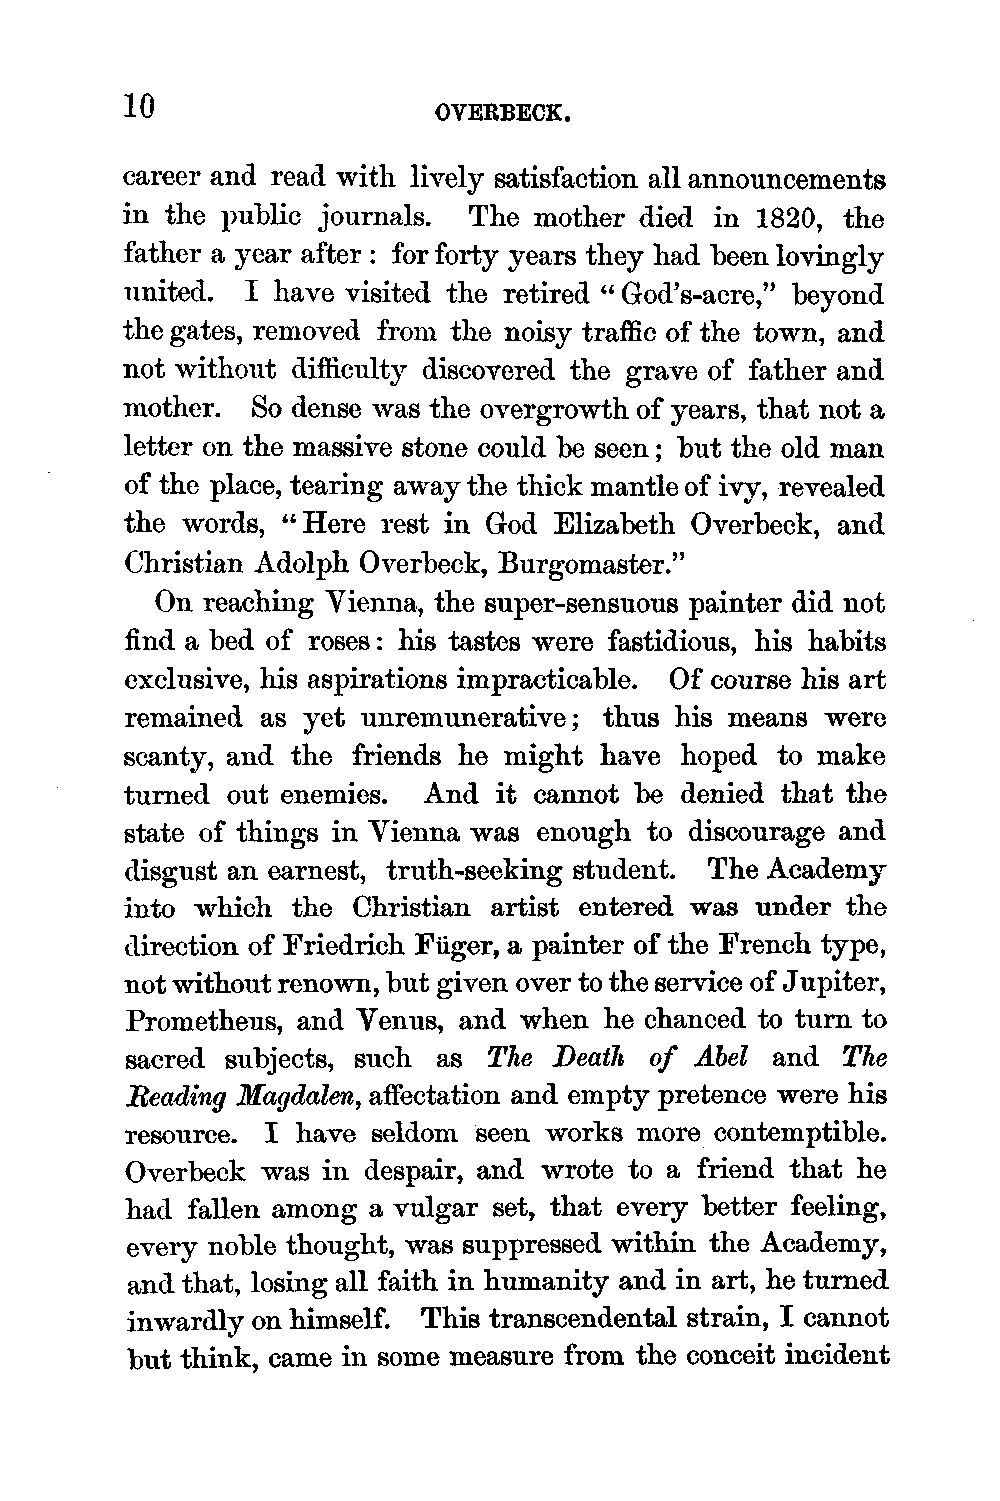 10
OVERBECK.
career and read with lively satisfaction all announcements
in the public journals. The mother died in 1820, the
father a year after : for forty years they had been lovingly
united. I have visited the retired “ God’s-acre,” beyond
the gates, removed from the noisy traffic of the town, and
not without difficulty discovered the grave of father and
mother. So dense was the overgrowth of years, that not a
letter on the massive stone could be seen ; but the old man
of the place, tearing away the thick mantle of ivy, revealed
the words, “ Here rest in God Elizabeth Overbeck, and
Christian Adolph Overbeck, Burgomaster.”
On reaching Vienna, the super-sensuous painter did not
find a bed of roses : his tastes were fastidious, his habits
exclusive, his aspirations impracticable. Of course his art
remained as yet unremunerative ; thus his means were
scanty, and the friends he might have hoped to make
turned out enemies. And it cannot be denied that the
state of things in Vienna was enough to discourage and
disgust an earnest, truth-seeking student. The Academy
into which the Christian artist entered was under the
direction of Friedrich Füger, a painter of the French type,
not without renown, but given over to the service of Jupiter,
Prometheus, and Venus, and when he chanced to turn to
sacred subjects, such as The Death of Abel and The
Reading Magdalen, affectation and empty pretence were his
resource. I have seldom seen works more contemptible.
Overbeck was in despair, and wrote to a friend that he
had fallen among a vulgar set, that every better feeling,
every noble thought, was suppressed within the Academy,
and that, losing all faith in humanity and in art, he turned
inwardly on himself. This transcendental strain, I cannot
but think, came in some measure from the conceit incident